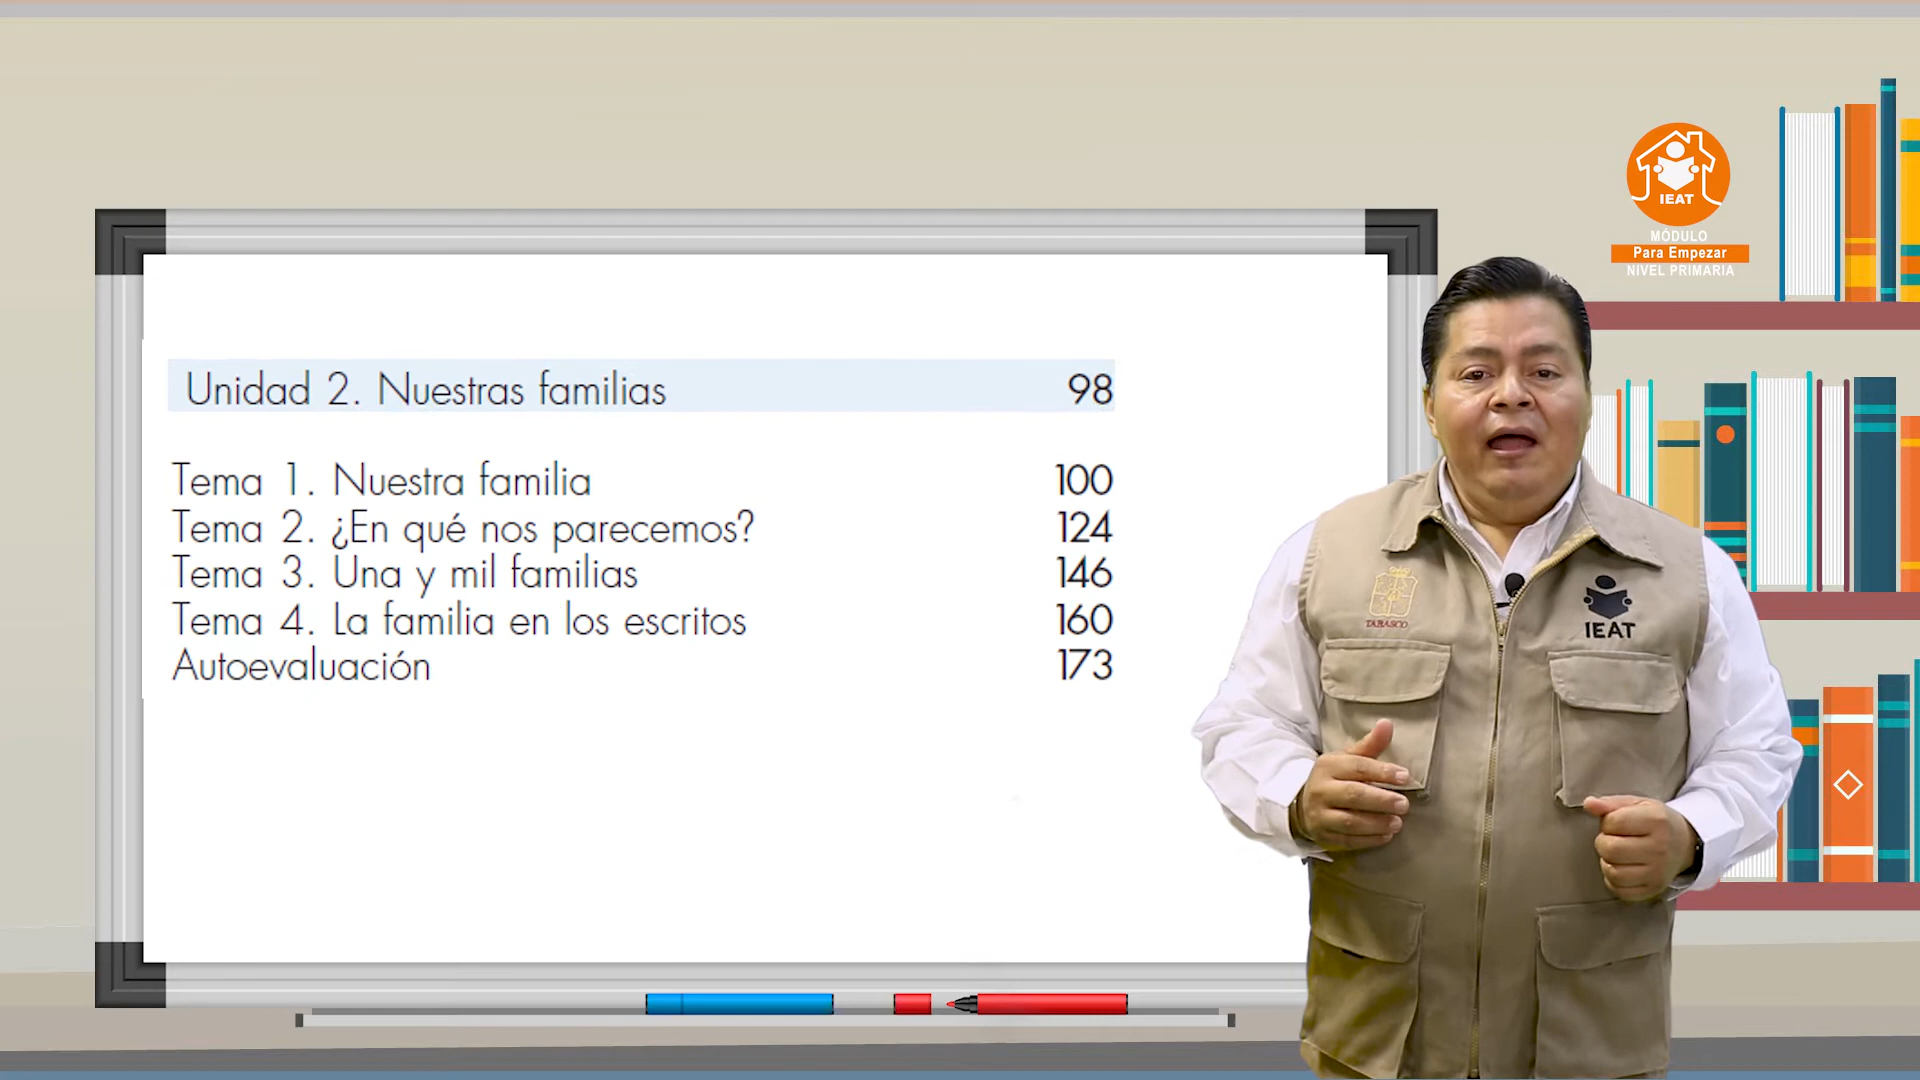 IEAT
MÓDULO
Para Empezar
NIVEL PRIMARIA
Unidad 2. Nuestras familias 98
Tema 1. Nuestra familia 100
Tema 2. ¿En qué nos parecemos? 124
Tema 3. Una y mil familias 146
Tema 4. La familia en los escritos 160
Autoevaluación 173
TABASCO
IEAT